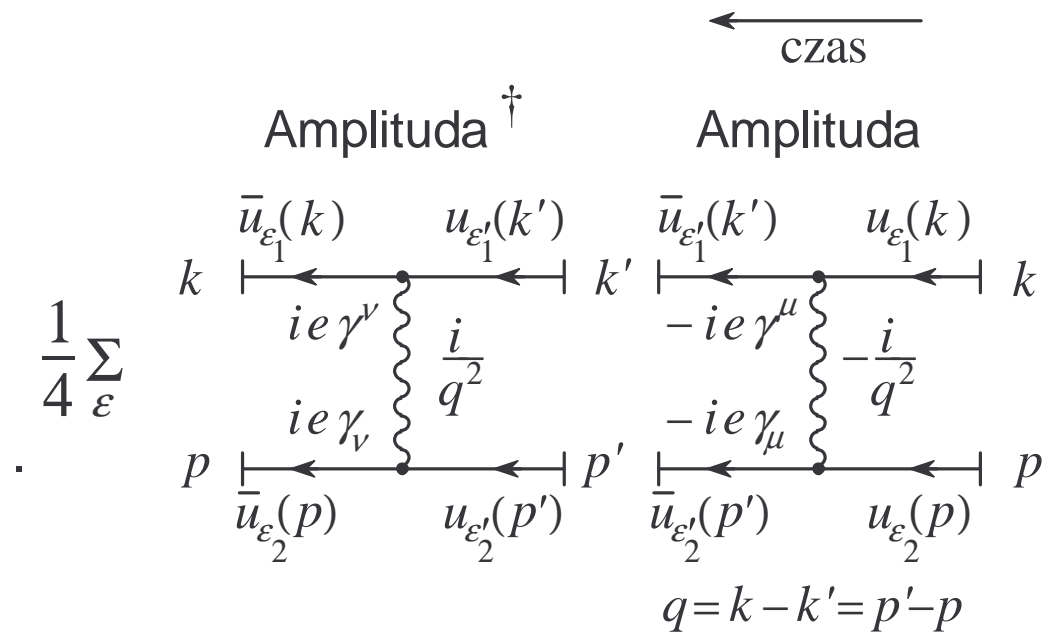 czas
Amplituda † Amplituda
ū_{ε₁}(k) u_{ε′₁}(k′) ū_{ε′₁}(k′) u_{ε₁}(k)
k k′ k
ieγ^ν i/q² −ieγ^μ −i/q²
1/4 Σ_ε
ieγ_ν −ieγ_μ
. p p′ p
ū_{ε₂}(p) u_{ε′₂}(p′) ū_{ε′₂}(p′) u_{ε₂}(p)
q=k−k′=p′−p